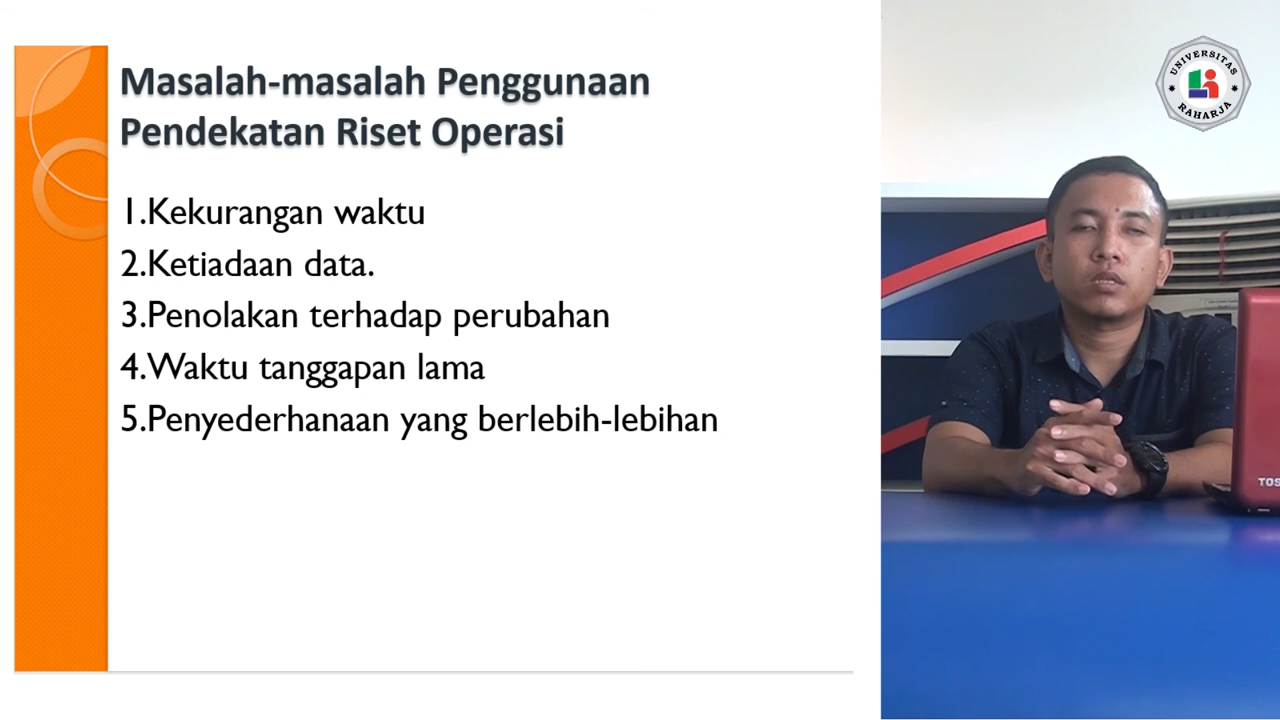 Masalah-masalah Penggunaan
Pendekatan Riset Operasi
1.Kekurangan waktu
2.Ketiadaan data.
3.Penolakan terhadap perubahan
4.Waktu tanggapan lama
5.Penyederhanaan yang berlebih-lebihan
UNIVERSITAS
RAHARJA
TOS